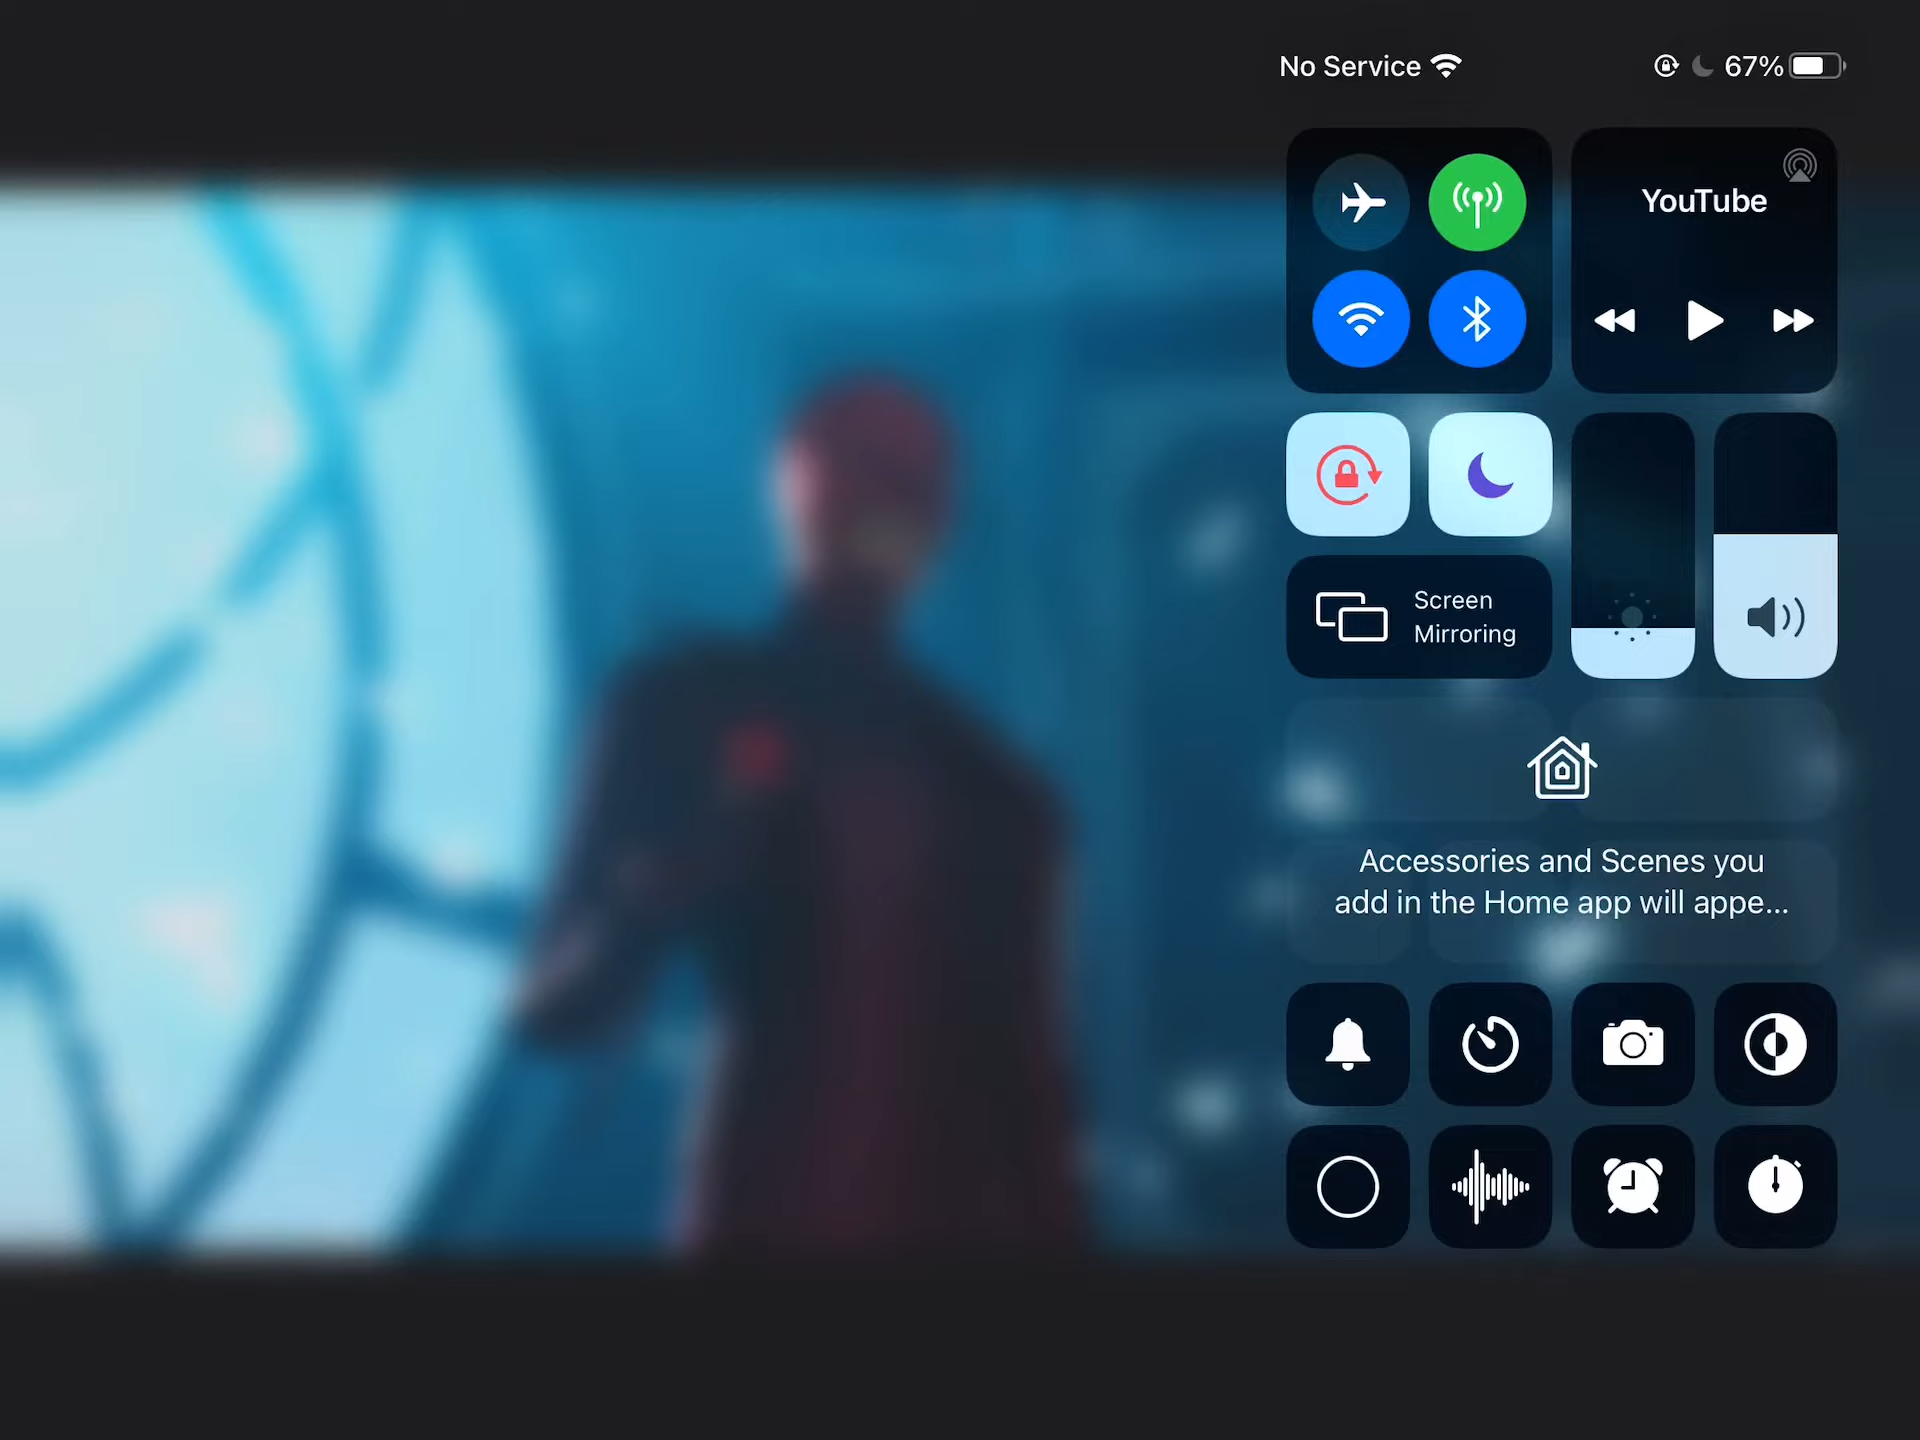 No Service
67%
YouTube
Screen
Mirroring
Accessories and Scenes you
add in the Home app will appe...